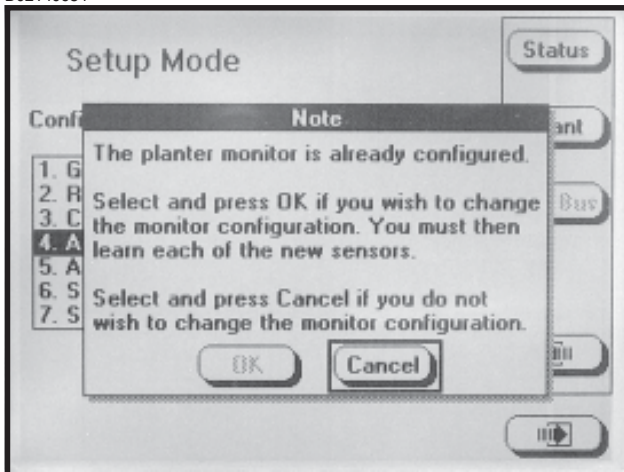 Setup Mode
Status
Confi
Note
ant
The planter monitor is already configured.
1. G
2. R
Select and press OK if you wish to change
Bus
3. C
the monitor configuration. You must then
4. A
learn each of the new sensors.
5. A
6. S
Select and press Cancel if you do not
7. S
wish to change the monitor configuration.
OK
Cancel